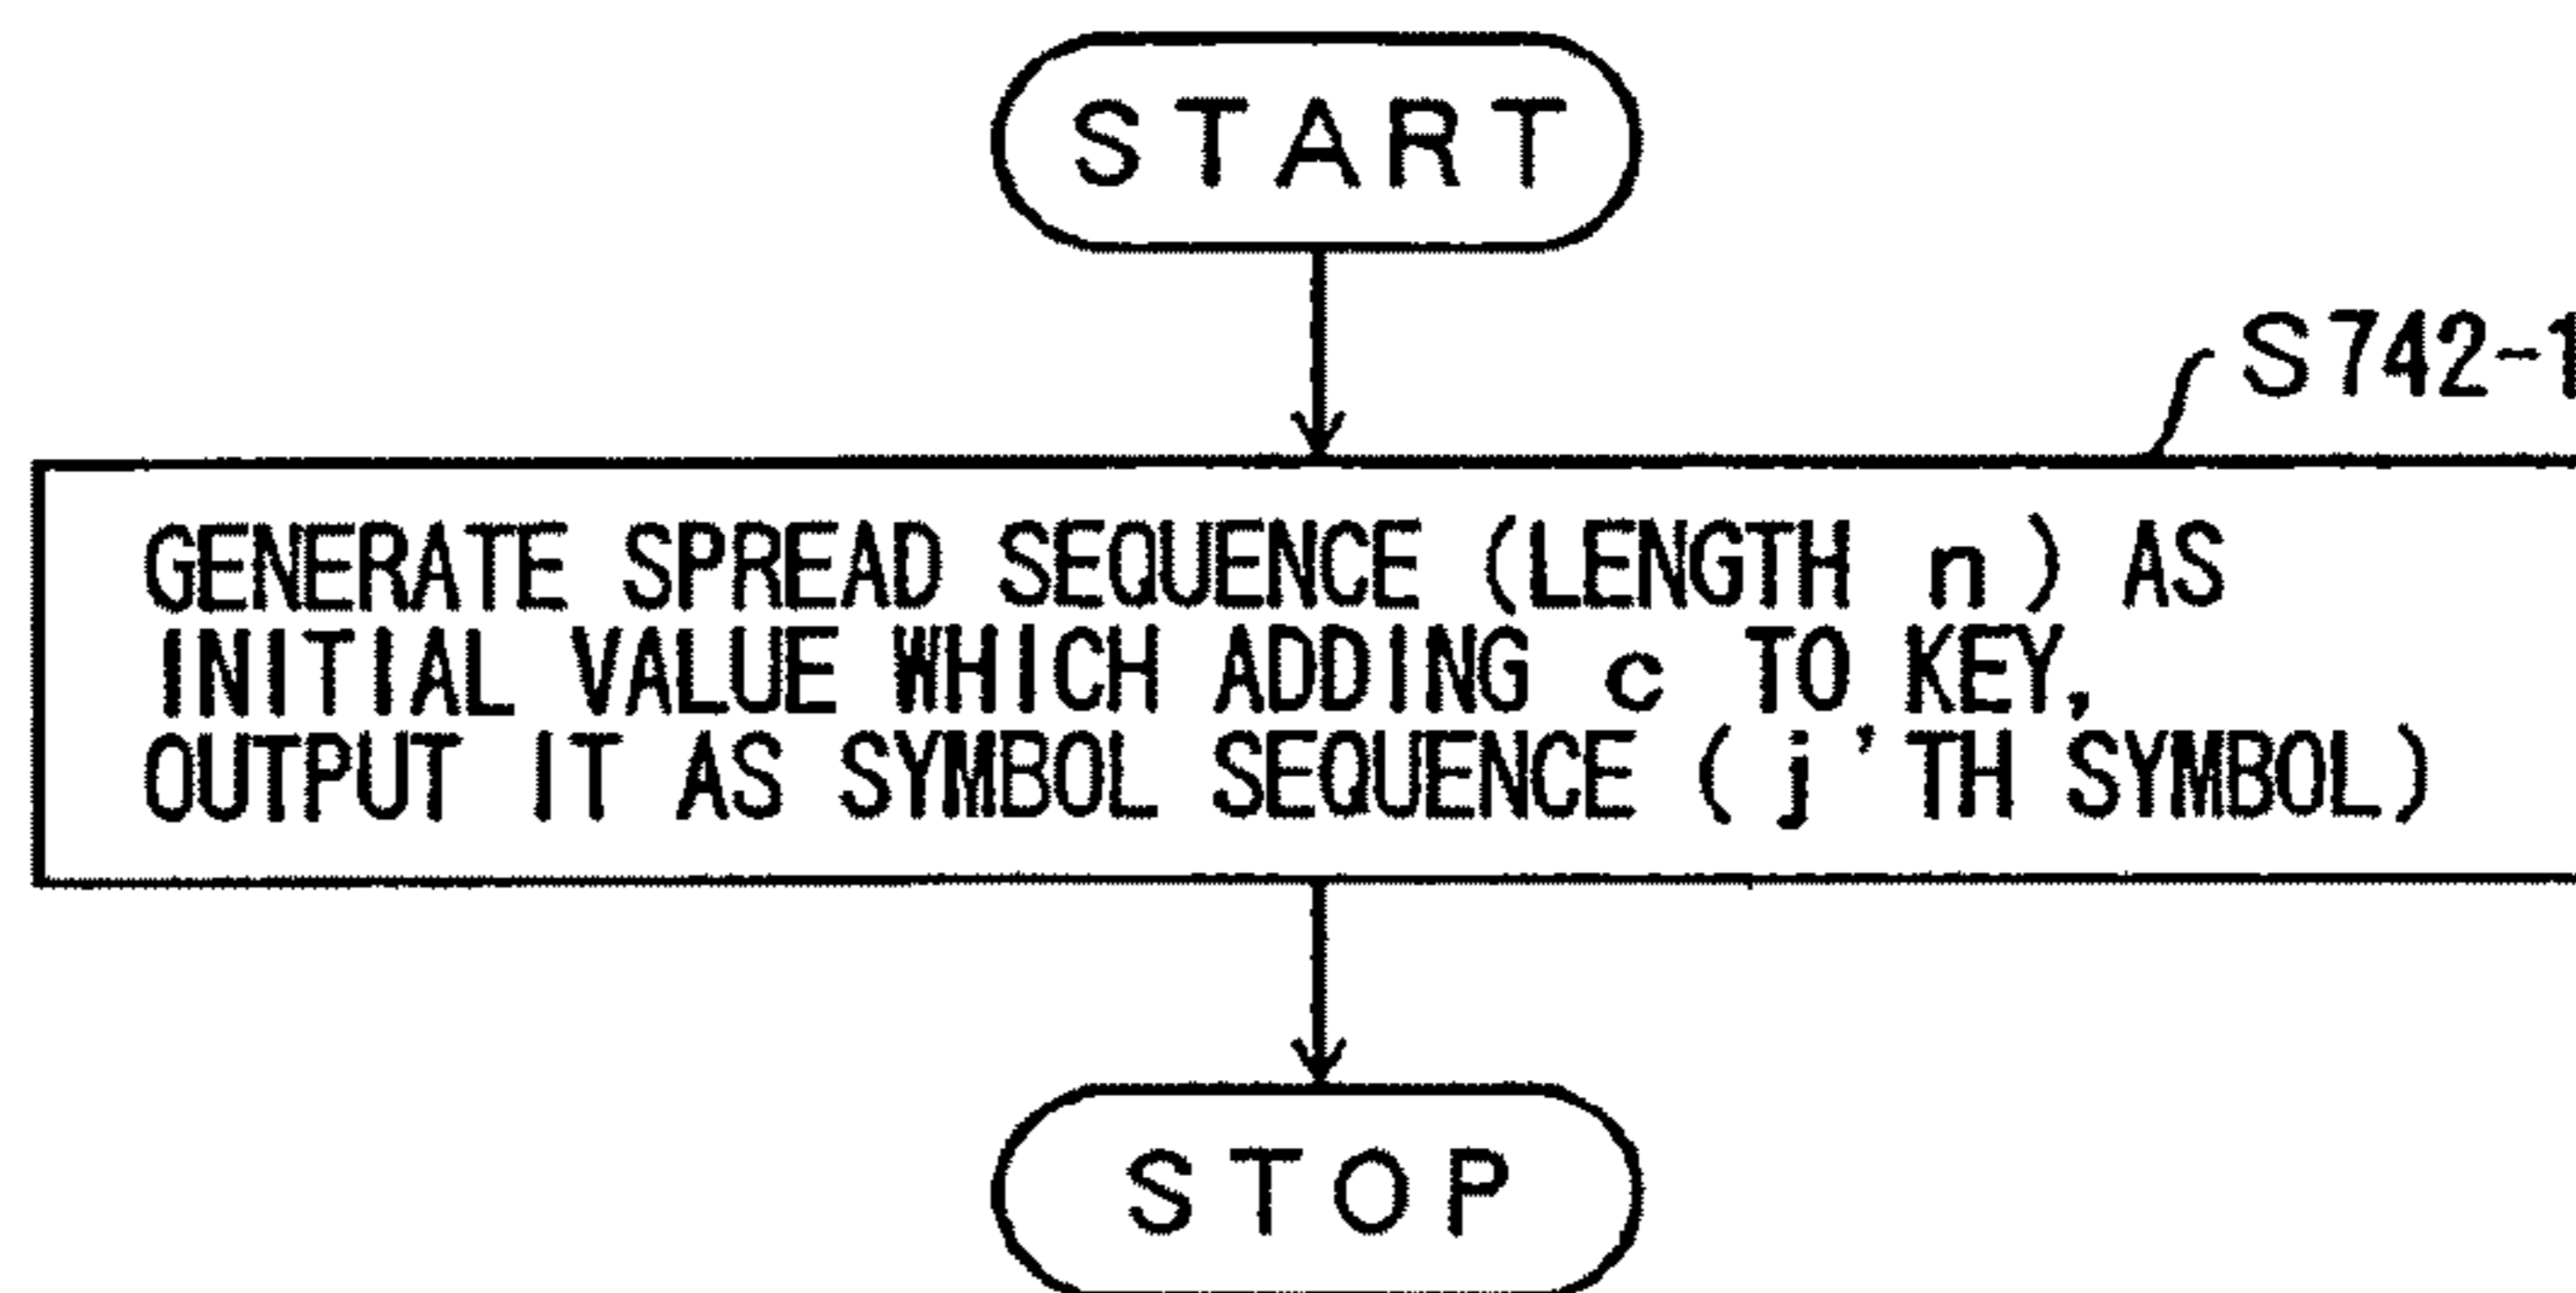 START
S742-1
GENERATE SPREAD SEQUENCE (LENGTH n) AS
INITIAL VALUE WHICH ADDING c TO KEY,
OUTPUT IT AS SYMBOL SEQUENCE (j'TH SYMBOL)
STOP